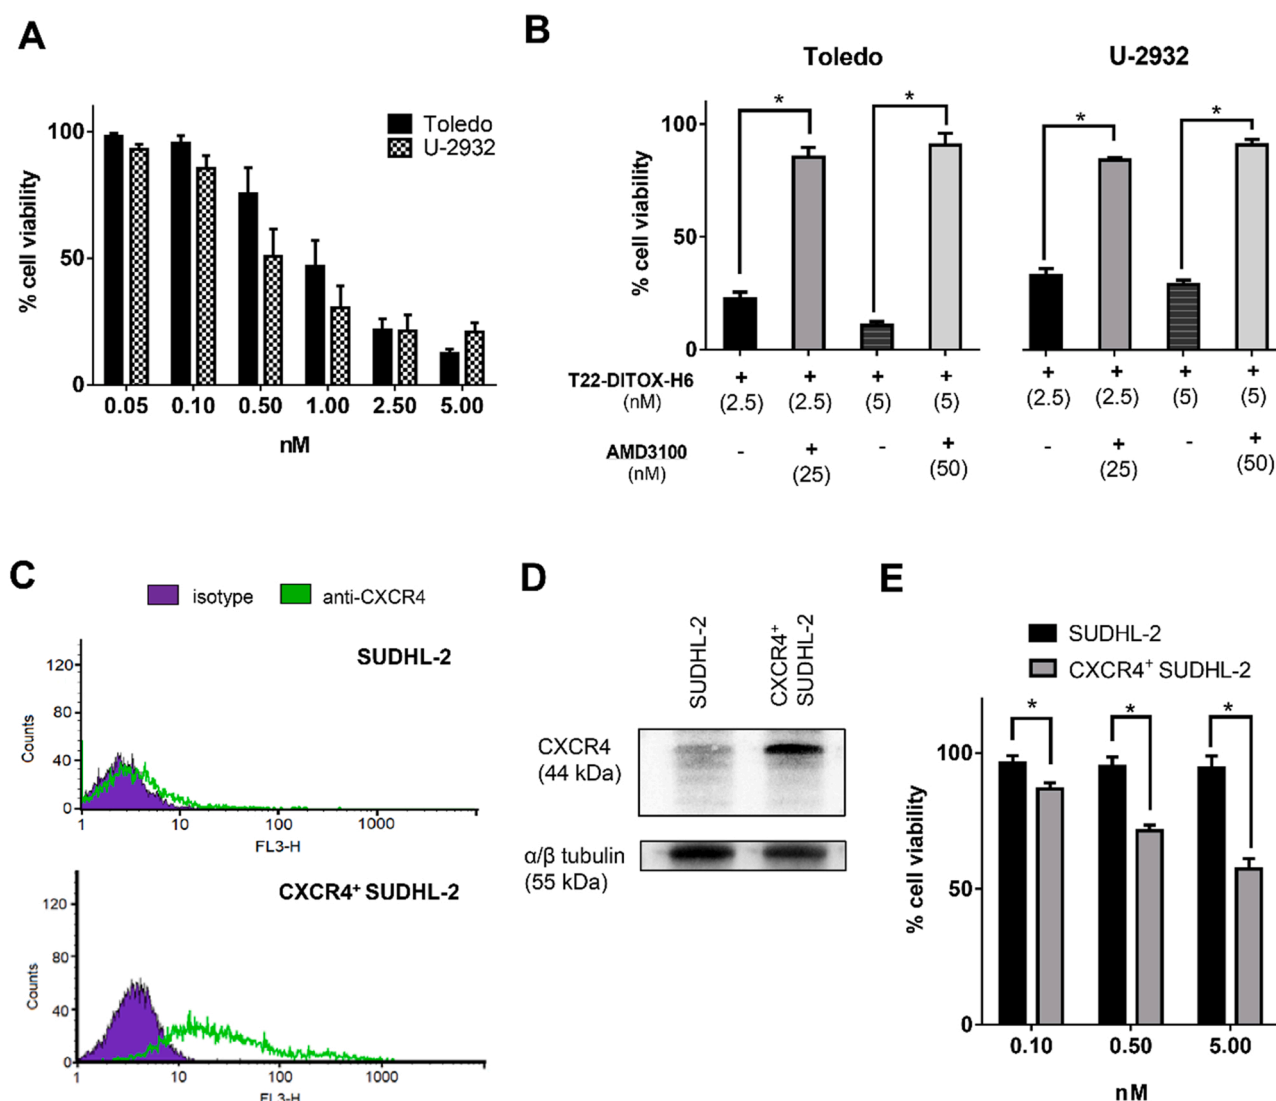 A
% cell viability
100
50
0
Toledo
U-2932
0.05 0.10 0.50 1.00 2.50 5.00
nM
B
Toledo U-2932
% cell viability
100
50
0
* * * *
T22-DITOX-H6 + + + + + + + +
(nM) (2.5) (2.5) (5) (5) (2.5) (2.5) (5) (5)
AMD3100 - + - + - + - +
(nM) (25) (50) (25) (50)
C
isotype anti-CXCR4
SUDHL-2
Counts
120
80
40
0
1 10 100 1000
FL3-H
CXCR4⁺ SUDHL-2
Counts
120
80
40
0
1 10 100 1000
FL3-H
D
SUDHL-2
CXCR4⁺
SUDHL-2
CXCR4
(44 kDa)
α/β tubulin
(55 kDa)
E
SUDHL-2
CXCR4⁺ SUDHL-2
* * *
% cell viability
100
50
0
0.10 0.50 5.00
nM